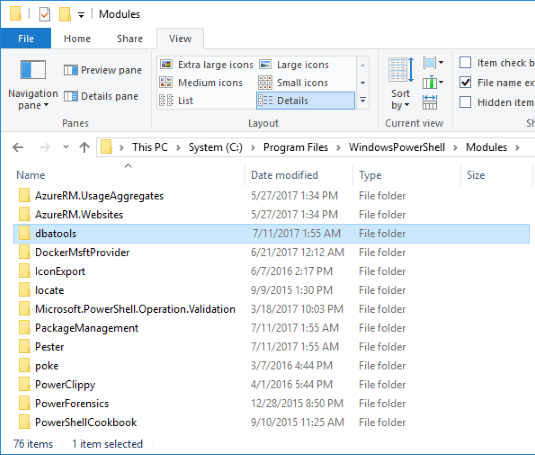 Modules
File Home Share View
Navigation pane
Preview pane
Details pane
Panes
Extra large icons Large icons
Medium icons Small icons
List Details
Layout
Sort by
Current view
Item check b
File name ex
Hidden item
Sh
This PC System (C:) Program Files WindowsPowerShell Modules
Name Date modified Type Size
AzureRM.UsageAggregates 5/27/2017 1:34 PM File folder
AzureRM.Websites 5/27/2017 1:34 PM File folder
dbatools 7/11/2017 1:55 AM File folder
DockerMsftProvider 6/21/2017 12:12 AM File folder
IconExport 6/7/2016 2:17 PM File folder
locate 9/9/2015 1:30 PM File folder
Microsoft.PowerShell.Operation.Validation 3/18/2017 10:03 PM File folder
PackageManagement 7/11/2017 1:55 AM File folder
Pester 7/11/2017 1:55 AM File folder
poke 3/7/2016 4:44 PM File folder
PowerClippy 4/1/2016 5:44 PM File folder
PowerForensics 12/28/2015 8:50 PM File folder
PowerShellCookbook 9/10/2015 11:25 AM File folder
76 items 1 item selected